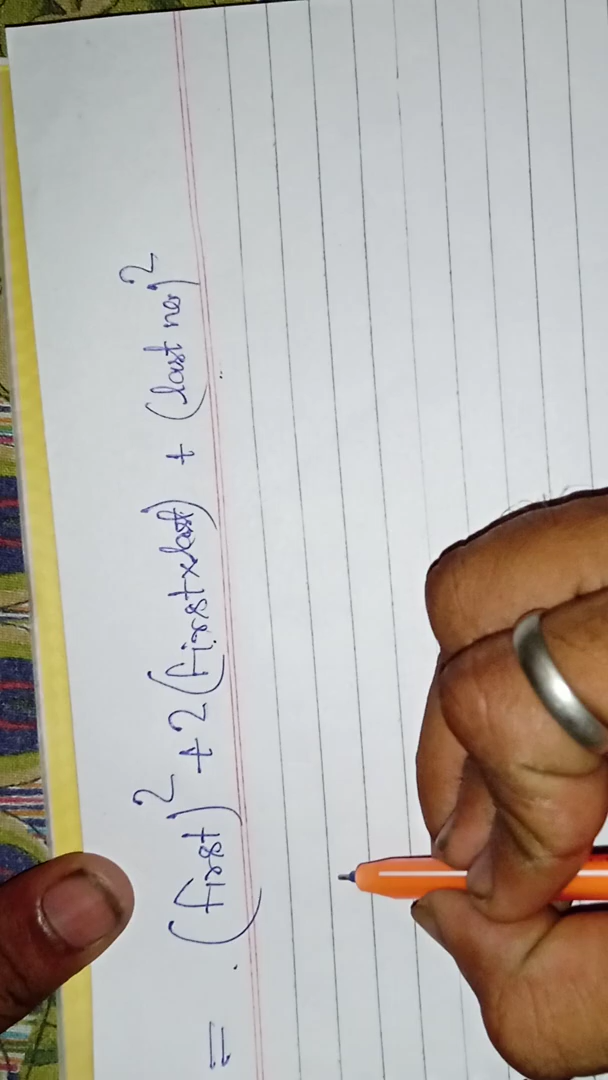 = (first)² + 2(first×last) + (last no)²